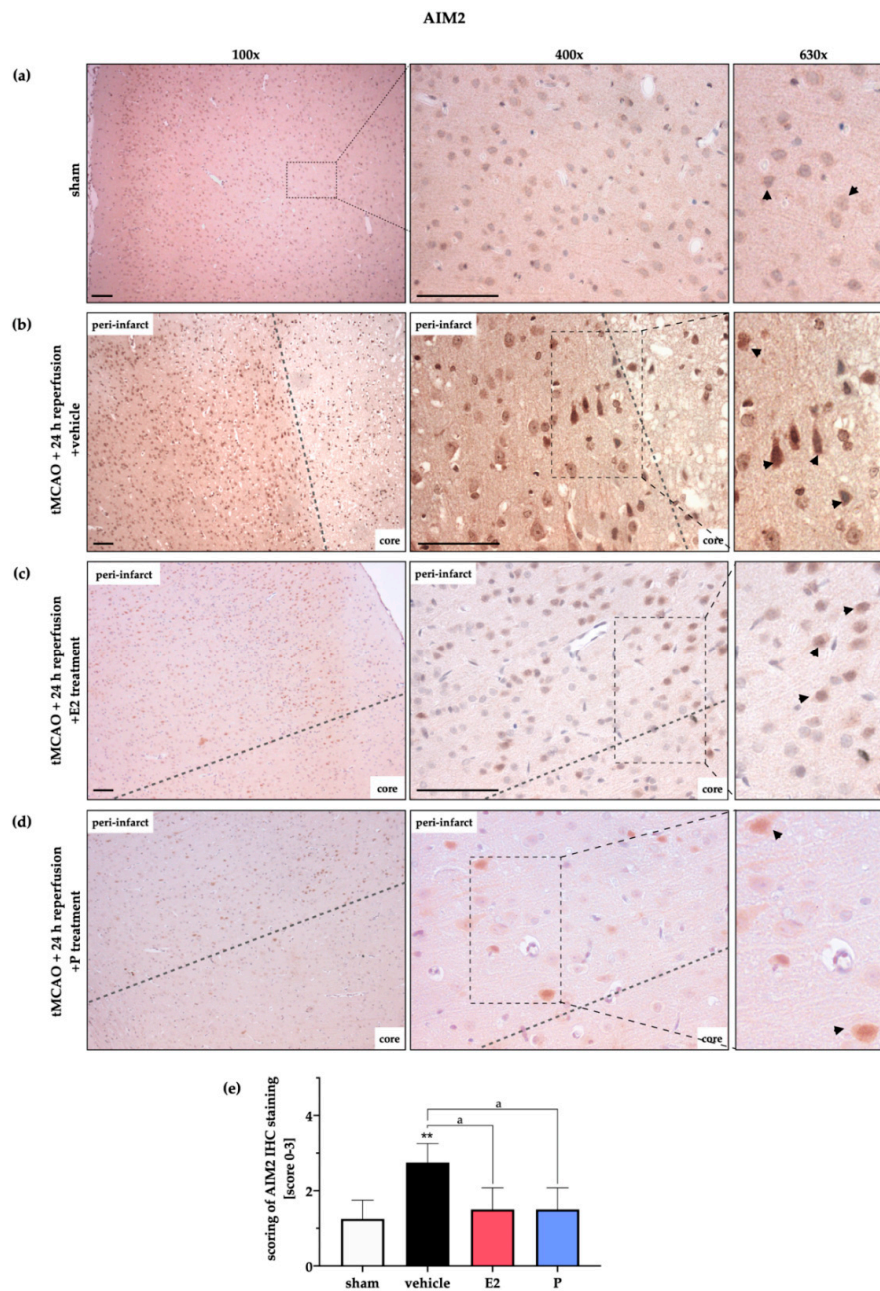 AIM2
100x
400x
630x
(a)
sham
(b)
tMCAO + 24 h reperfusion
+vehicle
peri-infarct
core
peri-infarct
core
(c)
tMCAO + 24 h reperfusion
+E2 treatment
peri-infarct
core
peri-infarct
core
(d)
tMCAO + 24 h reperfusion
+P treatment
peri-infarct
core
peri-infarct
core
(e)
scoring of AIM2 IHC staining
[score 0-3]
4
2
0
**
a
a
sham
vehicle
E2
P